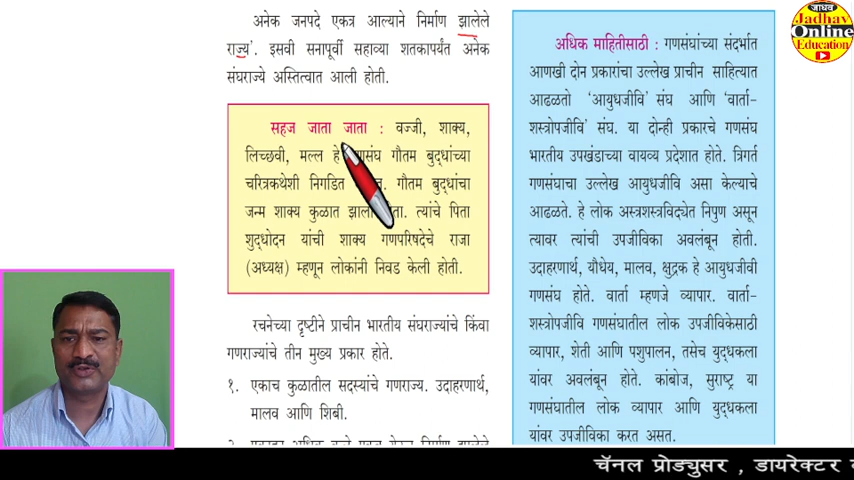 अनेक जनपदे एकत्र आल्याने निर्माण झालेले
राज्य'. इसवी सनापूर्वी सहाव्या शतकापर्यंत अनेक
संघराज्ये अस्तित्वात आली होती.
सहज जाता जाता : वज्जी, शाक्य,
लिच्छवी, मल्ल हे गणसंघ गौतम बुद्धांच्या
चरित्रकथेशी निगडित
गौतम बुद्धांचा
जन्म शाक्य कुळात झाला होता. त्यांचे पिता
शुद्धोदन यांची शाक्य गणपरिषदेचे राजा
(अध्यक्ष) म्हणून लोकांनी निवड केली होती.
रचनेच्या दृष्टीने प्राचीन भारतीय संघराज्यांचे किंवा
गणराज्यांचे तीन मुख्य प्रकार होते.
१. एकाच कुळातील सदस्यांचे गणराज्य. उदाहरणार्थ,
मालव आणि शिबी.
अधिक माहितीसाठी : गणसंघांच्या संदर्भात
आणखी दोन प्रकारांचा उल्लेख प्राचीन साहित्यात
आढळतो 'आयुधजीवि' संघ आणि 'वार्ता-
शस्त्रोपजीवि' संघ. या दोन्ही प्रकारचे गणसंघ
भारतीय उपखंडाच्या वायव्य प्रदेशात होते. त्रिगर्त
गणसंघाचा उल्लेख आयुधजीवि असा केल्याचे
आढळते. हे लोक अस्त्रशस्त्रविद्येत निपुण असून
त्यावर त्यांची उपजीविका अवलंबून होती.
उदाहरणार्थ, यौधेय, मालव, क्षुद्रक हे आयुधजीवी
गणसंघ होते. वार्ता म्हणजे व्यापार. वार्ता-
शस्त्रोपजीवि गणसंघातील लोक उपजीविकेसाठी
व्यापार, शेती आणि पशुपालन, तसेच युद्धकला
यांवर अवलंबून होते. कांबोज, सुराष्ट्र या
गणसंघातील लोक व्यापार आणि युद्धकला
यांवर उपजीविका करत असत.
जाधव
Jadhav
Online
Education
चॅनल प्रोड्युसर , डायरेक्टर व